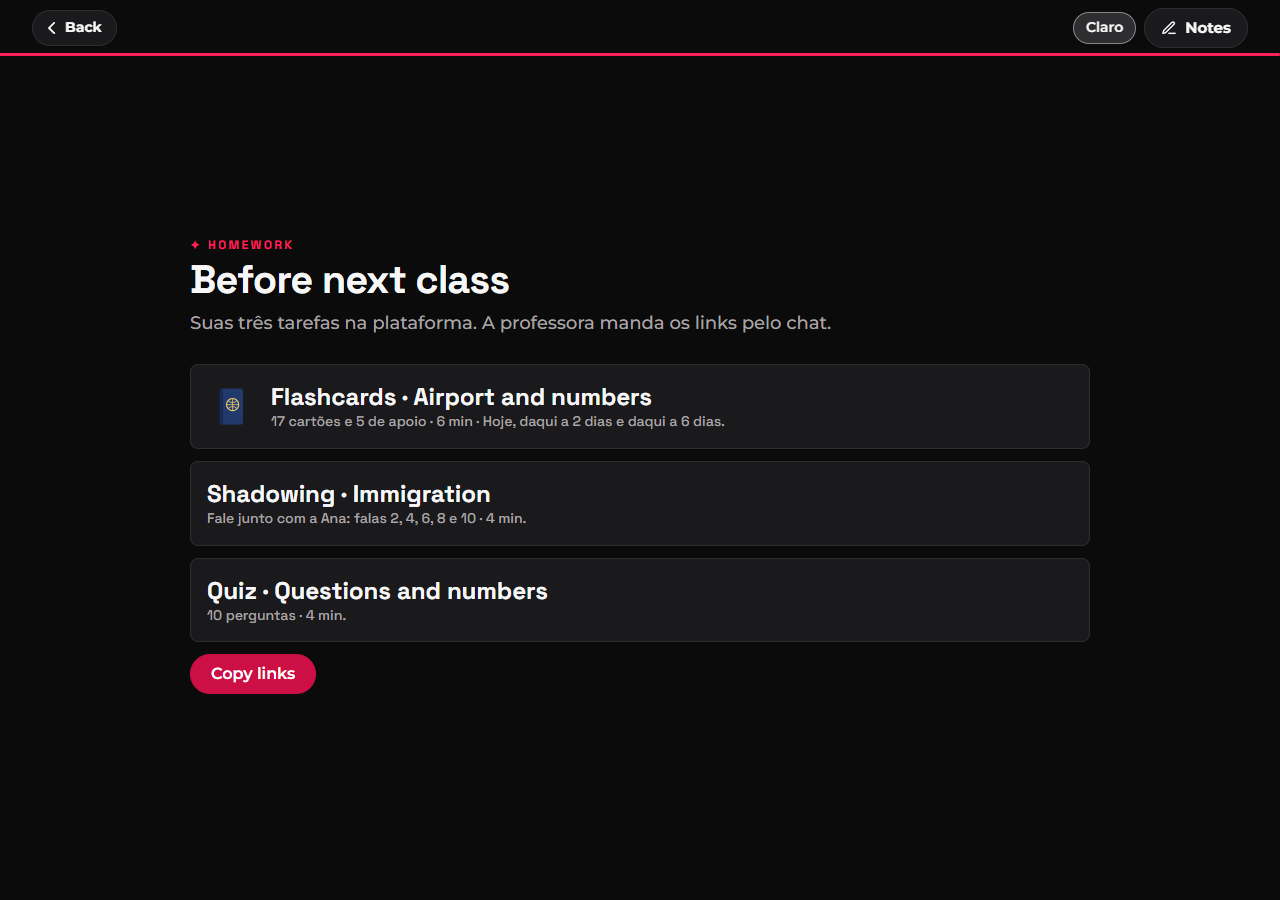 Back
Claro
Notes
✦ HOMEWORK
Before next class
Suas três tarefas na plataforma. A professora manda os links pelo chat.
Flashcards · Airport and numbers
17 cartões e 5 de apoio · 6 min · Hoje, daqui a 2 dias e daqui a 6 dias.
Shadowing · Immigration
Fale junto com a Ana: falas 2, 4, 6, 8 e 10 · 4 min.
Quiz · Questions and numbers
10 perguntas · 4 min.
Copy links